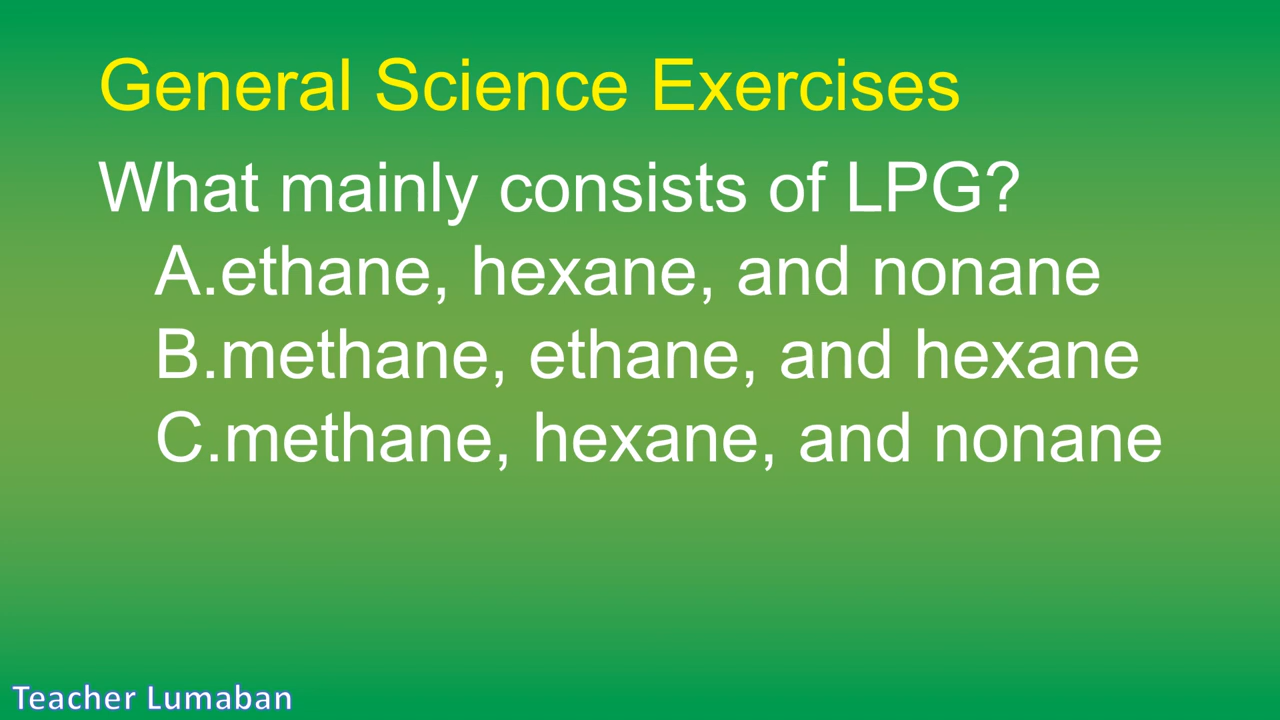 General Science Exercises
What mainly consists of LPG?
A.ethane, hexane, and nonane
B.methane, ethane, and hexane
C.methane, hexane, and nonane
Teacher Lumaban